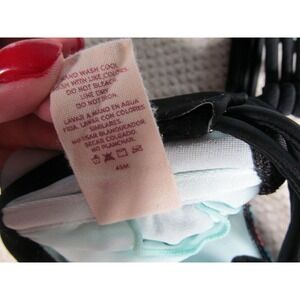 HAND WASH COOL
WASH WITH LIKE COLORS.
DO NOT BLEACH.
LINE DRY.
DO NOT IRON.
LAVAR A MANO EN AGUA
FRIA. LAVAR CON COLORES
SIMILARES.
NO USAR BLANQUEADOR.
SECAR COLGADO.
NO PLANCHAR.